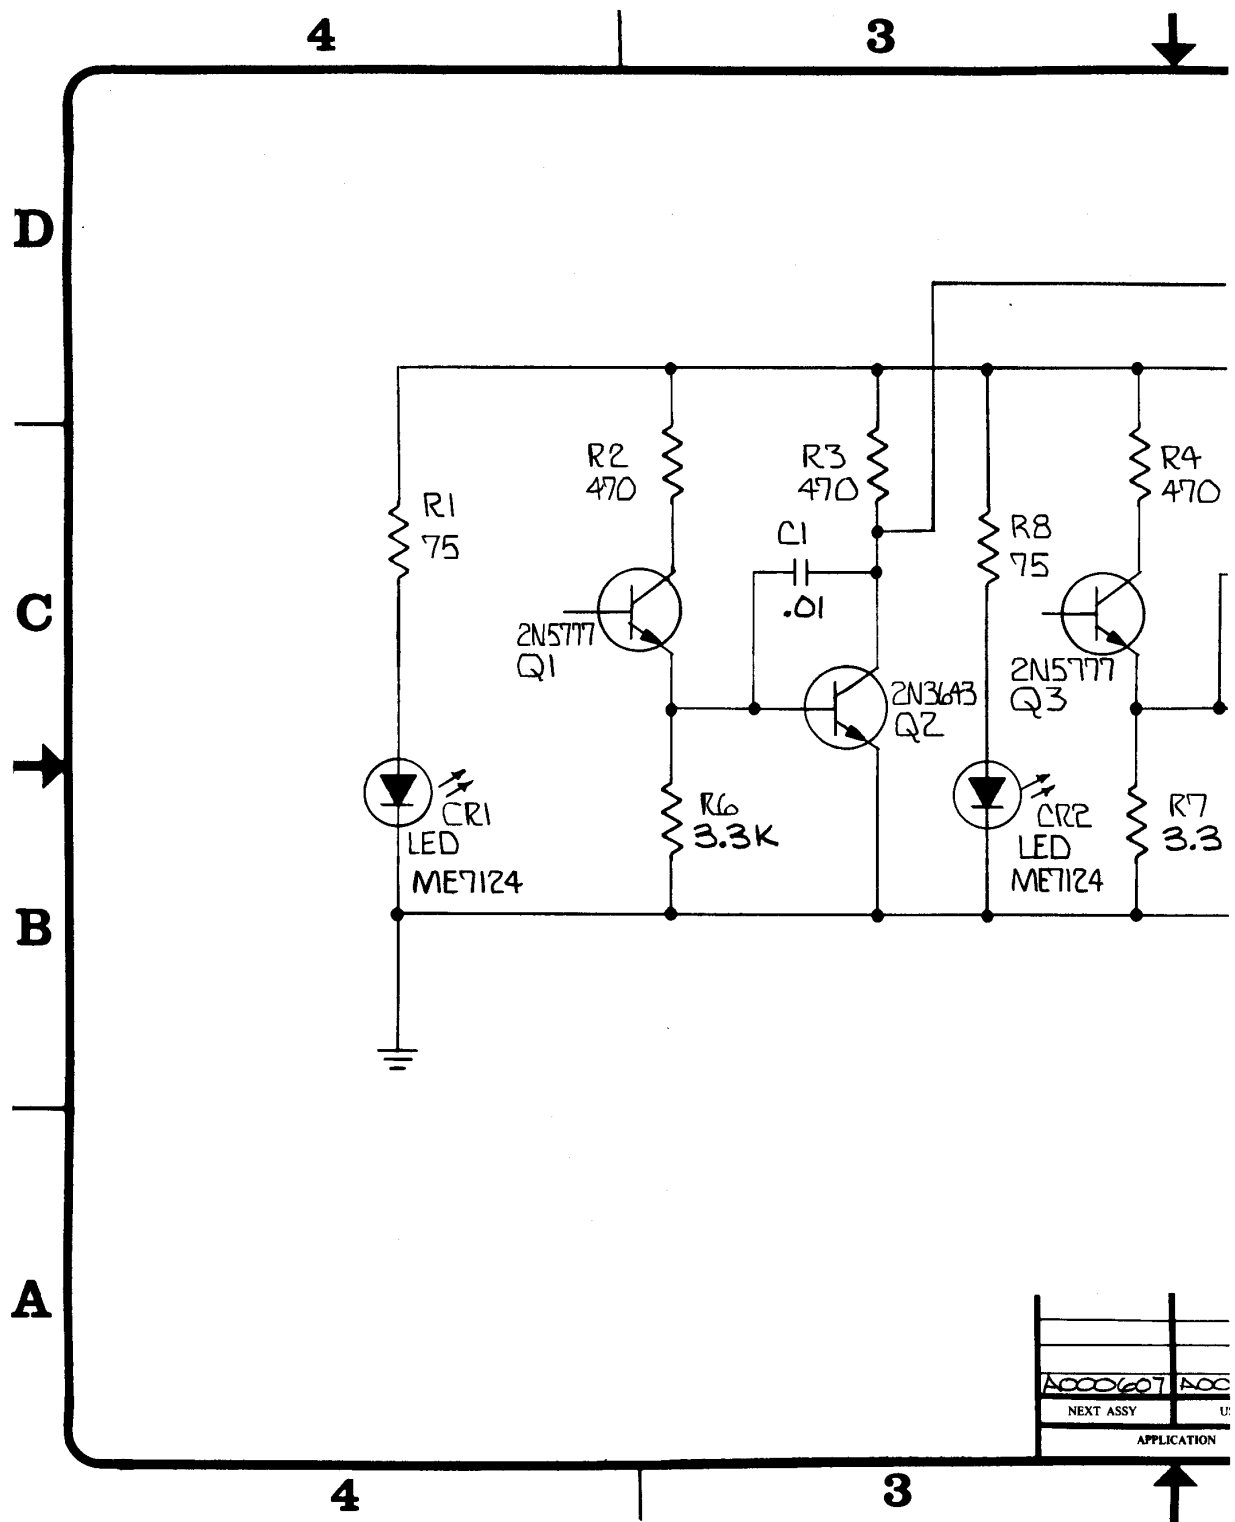 4 3
D
R2
470
R3
470
R4
470
R1
75
C1
.01
R8
75
C
2N5777
Q1
2N5777
Q3
2N3643
Q2
CR1
LED
ME7124
R6
3.3K
CR2
LED
ME7124
R7
3.3
B
A
A000607 A00
NEXT ASSY U
APPLICATION
4 3